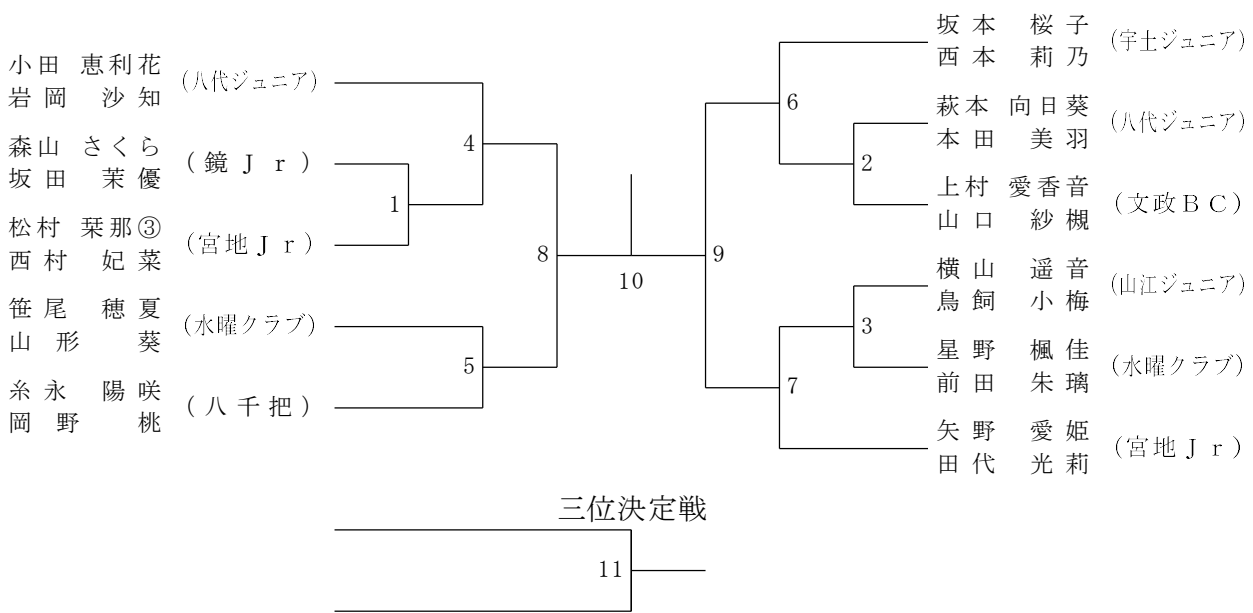 小田 恵利花
岩岡 沙知
(八代ジュニア)
森山 さくら
坂田 茉優
(鏡Jr)
松村 栞那③
西村 妃菜
(宮地Jr)
笹尾 穂夏
山形 葵
(水曜クラブ)
糸永 陽咲
岡野 桃
(八千把)
1
4
5
8
10
坂本 桜子
西本 莉乃
(宇土ジュニア)
萩本 向日葵
本田 美羽
(八代ジュニア)
上村 愛香音
山口 紗槻
(文政BC)
横山 遥音
鳥飼 小梅
(山江ジュニア)
星野 楓佳
前田 朱璃
(水曜クラブ)
矢野 愛姫
田代 光莉
(宮地Jr)
6
2
9
3
7
三位決定戦
11